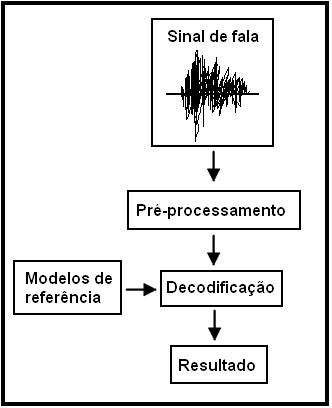 Sinal de fala
Pré-processamento
Modelos de
referência
Decodificação
Resultado